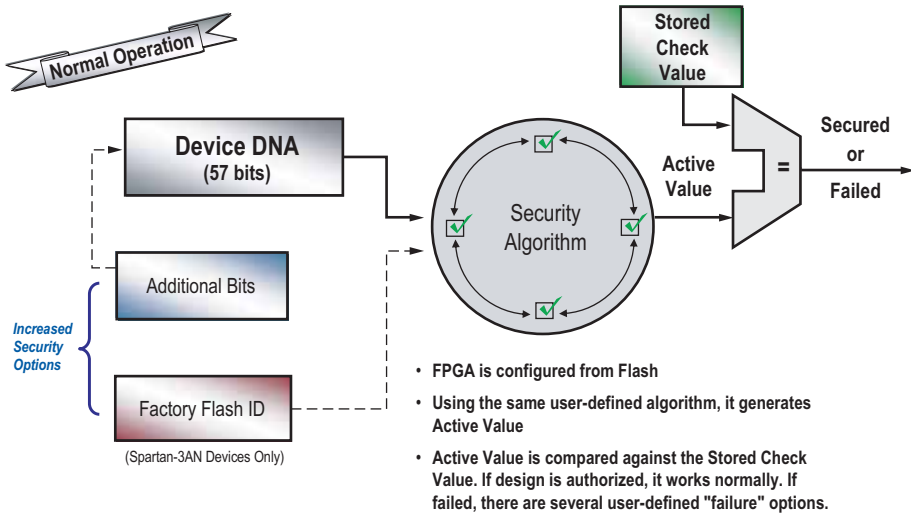 Normal Operation
Stored
Check
Value
Device DNA
(57 bits)
Additional Bits
Increased
Security
Options
Factory Flash ID
(Spartan-3AN Devices Only)
Security
Algorithm
Active
Value
=
Secured
or
Failed
• FPGA is configured from Flash
• Using the same user-defined algorithm, it generates
Active Value
• Active Value is compared against the Stored Check
Value. If design is authorized, it works normally. If
failed, there are several user-defined "failure" options.